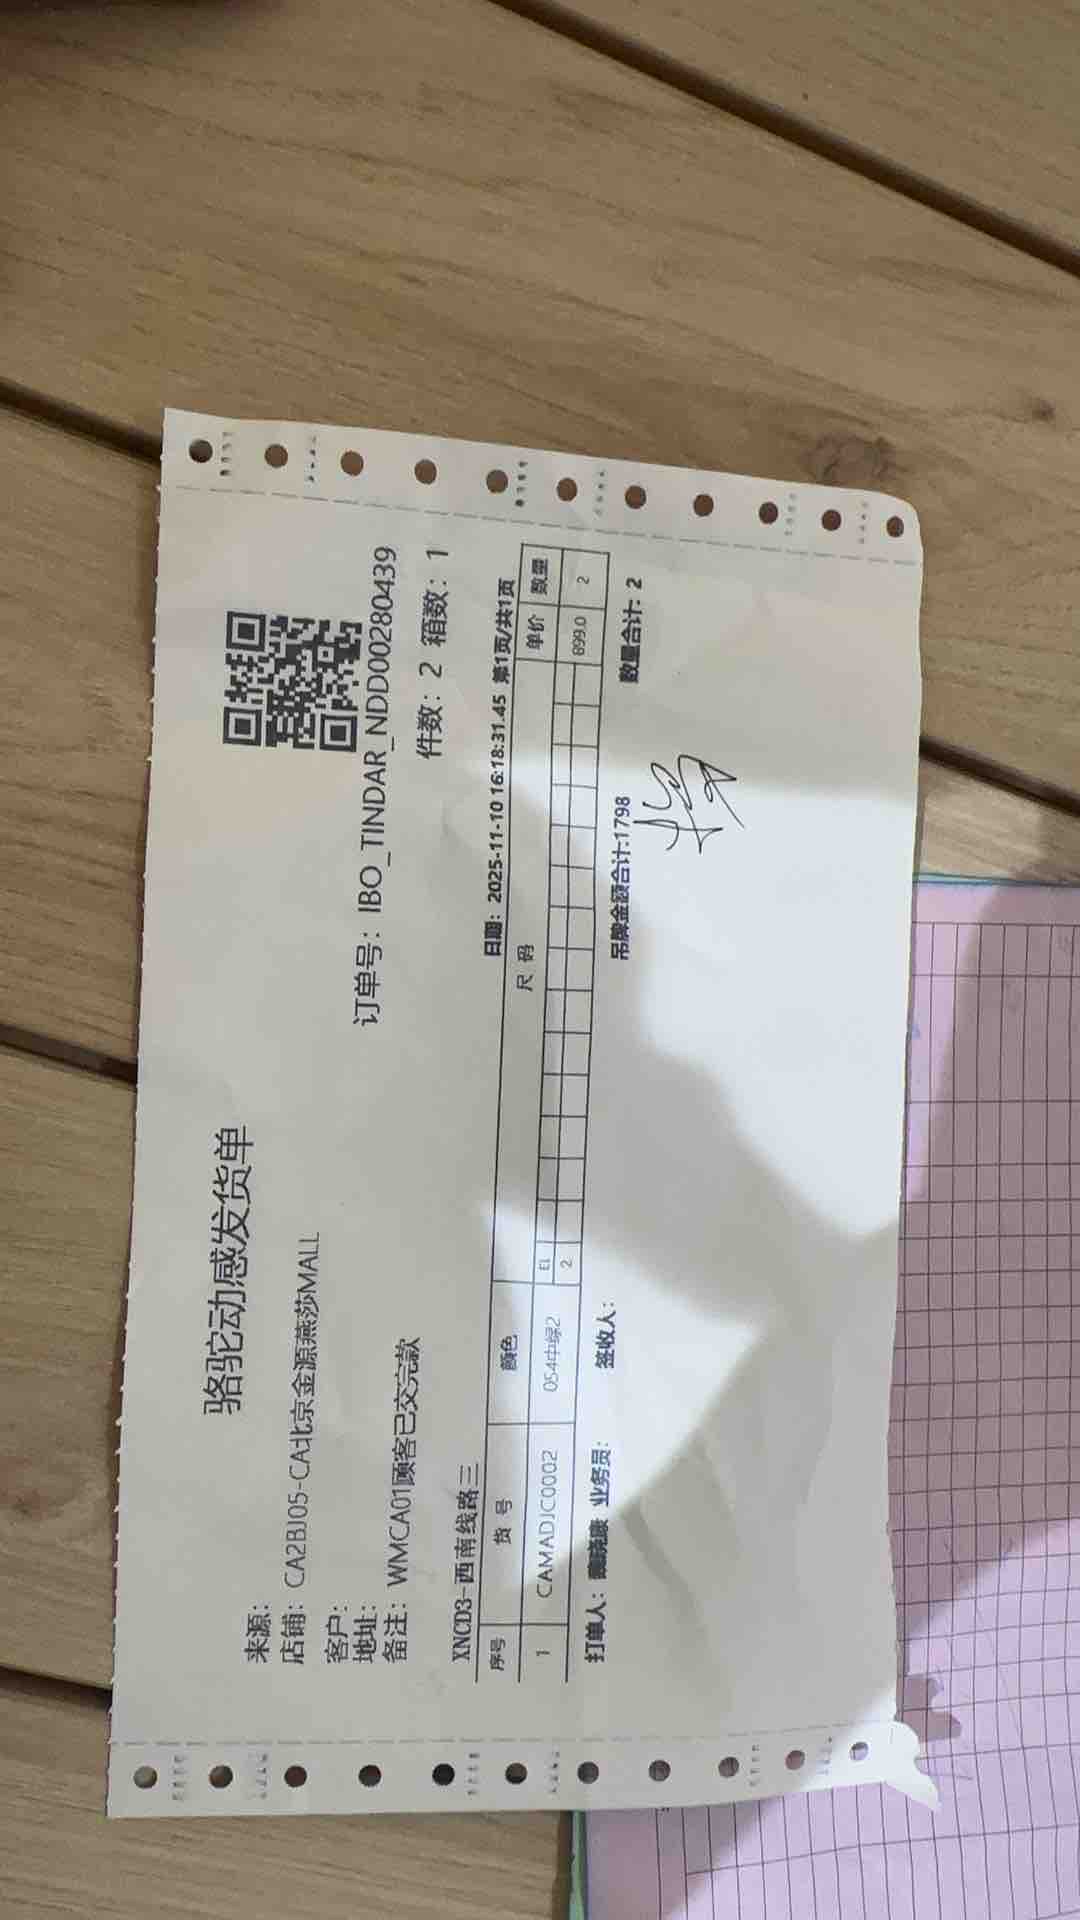 骆驼动感发货单
来源：
店铺：CA2BJ05-CA北京金源燕莎MALL
客户：
地址：
订单号：IBO_TINDAR_NDD00280439
备注：WMCA01顾客已交完款
件数：2 箱数：1
XNCD3-西南线路三
日期：2025-11-10 16:18:31.45 第1页/共1页
序号 货号 颜色 尺码 单价 数量
E1
1 CAMADJC0002 054中绿2 2 899.0 2
打单人： 业务员： 签收人： 吊牌金额合计:1798 数量合计：2